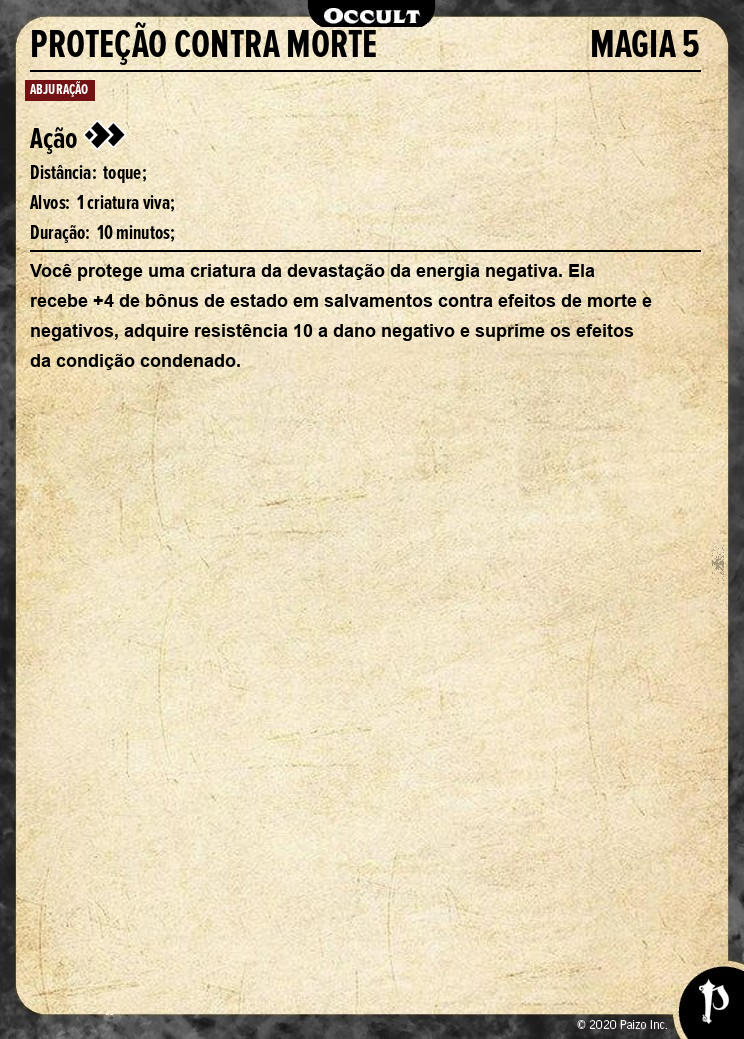 OCCULT
PROTEÇÃO CONTRA MORTE MAGIA 5
ABJURAÇÃO
Ação
Distância: toque;
Alvos: 1 criatura viva;
Duração: 10 minutos;
Você protege uma criatura da devastação da energia negativa. Ela
recebe +4 de bônus de estado em salvamentos contra efeitos de morte e
negativos, adquire resistência 10 a dano negativo e suprime os efeitos
da condição condenado.
© 2020 Paizo Inc.
P